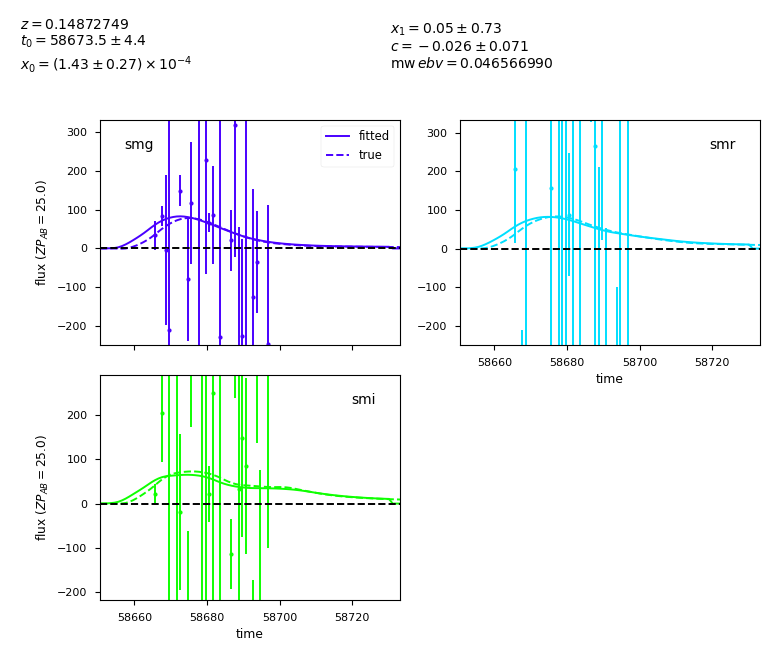 z = 0.14872749
t₀ = 58673.5 ± 4.4
x₀ = (1.43 ± 0.27) × 10⁻⁴
x₁ = 0.05 ± 0.73
c = −0.026 ± 0.071
mw ebv = 0.046566990
smg
fitted
true
300
200
100
0
−100
−200
flux (ZP_AB = 25.0)
smr
300
200
100
0
−100
−200
58660 58680 58700 58720
time
smi
200
100
0
−100
−200
flux (ZP_AB = 25.0)
58660 58680 58700 58720
time